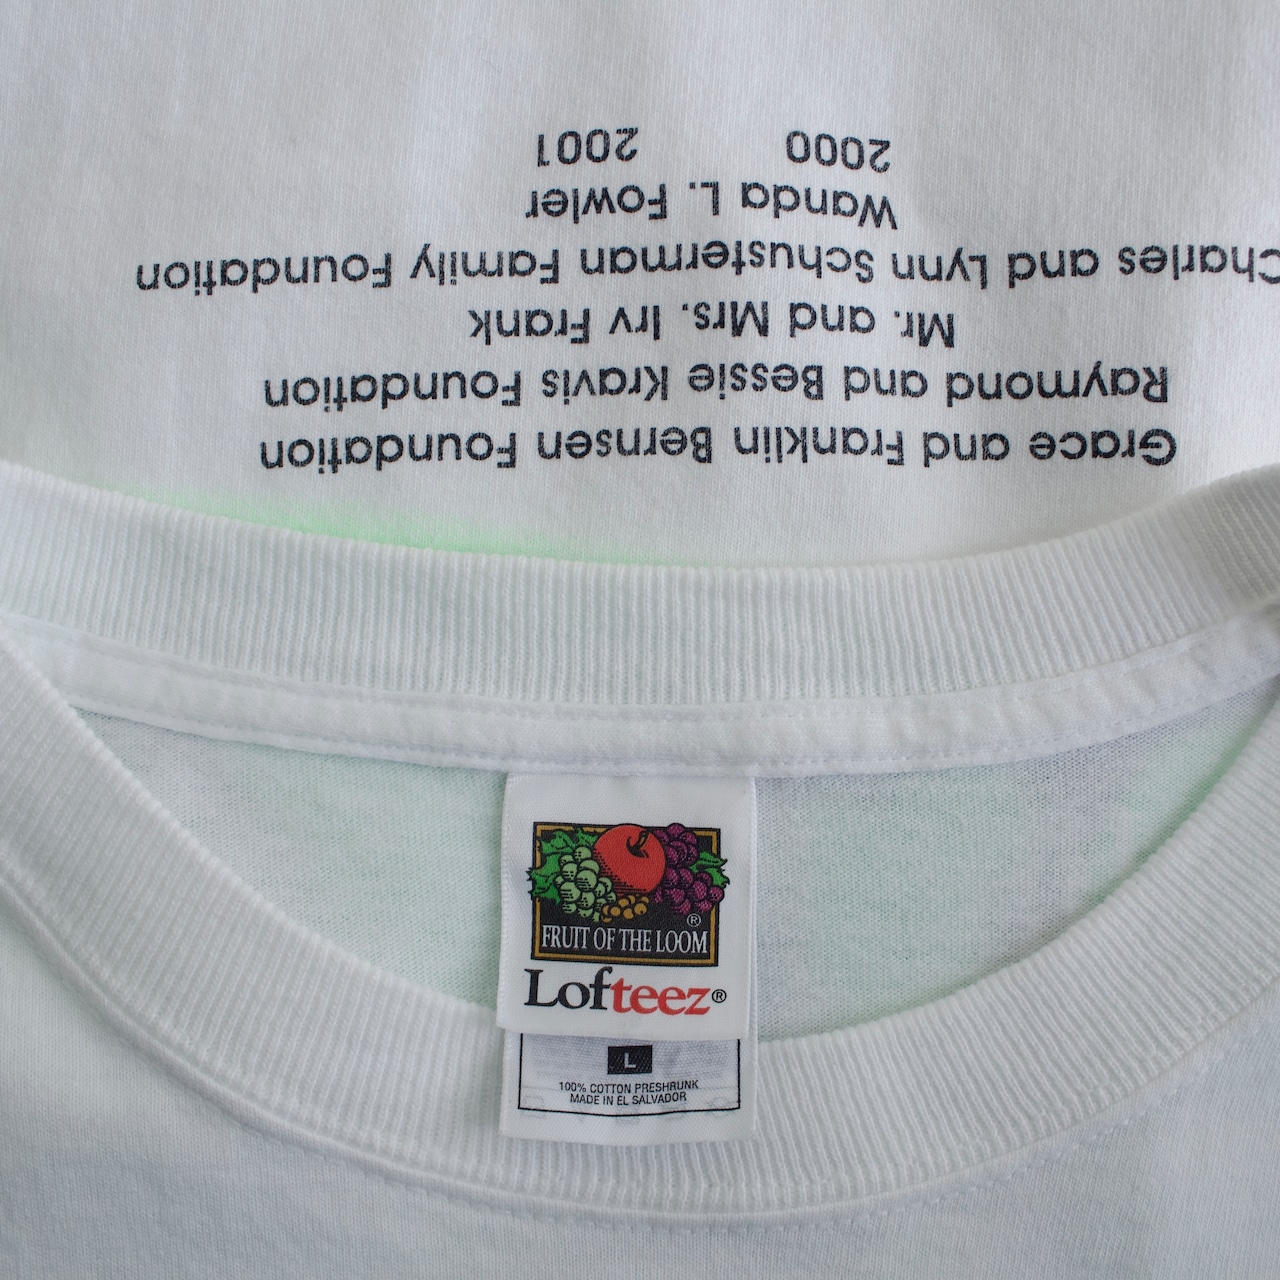 Grace and Franklin Bernsen Foundation
Raymond and Bessie Kravis Foundation
Mr. and Mrs. Irv Frank
Charles and Lynn Schusterman Family Foundation
Wanda L. Fowler
2000 2001
FRUIT OF THE LOOM®
Lofteez®
L
100% COTTON PRESHRUNK
MADE IN EL SALVADOR